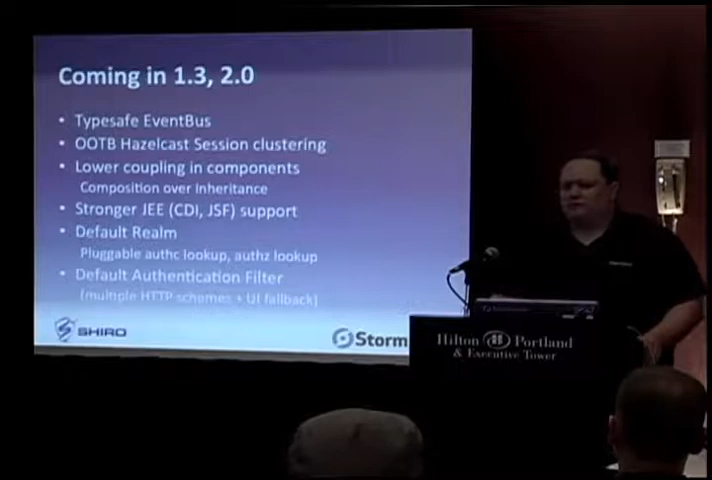 Coming in 1.3, 2.0
• Typesafe EventBus
• OOTB Hazelcast Session clustering
• Lower coupling in components
Composition over Inheritance
• Stronger JEE (CDI, JSF) support
• Default Realm
Pluggable authc lookup, authz lookup
• Default Authentication Filter
(multiple HTTP schemes + UI fallback)
SHIRO
Storm
Hilton Portland
& Executive Tower